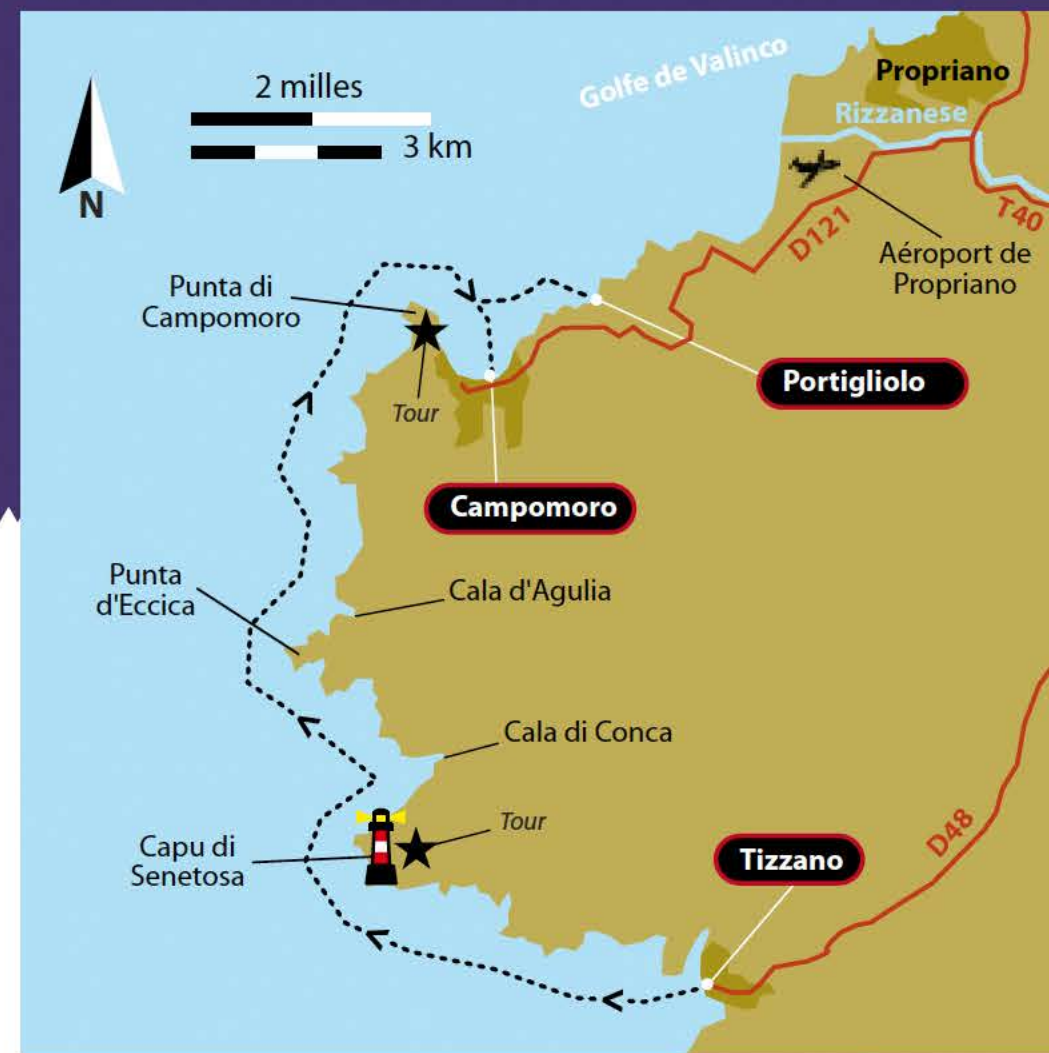 2 milles
3 km
N
Golfe de Valinco
Propriano
Rizzanese
T40
D121
Aéroport de
Propriano
Punta di
Campomoro
Tour
Portigliolo
Campomoro
Punta
d'Eccica
Cala d'Agulia
Cala di Conca
Tour
Capu di
Senetosa
Tizzano
D48